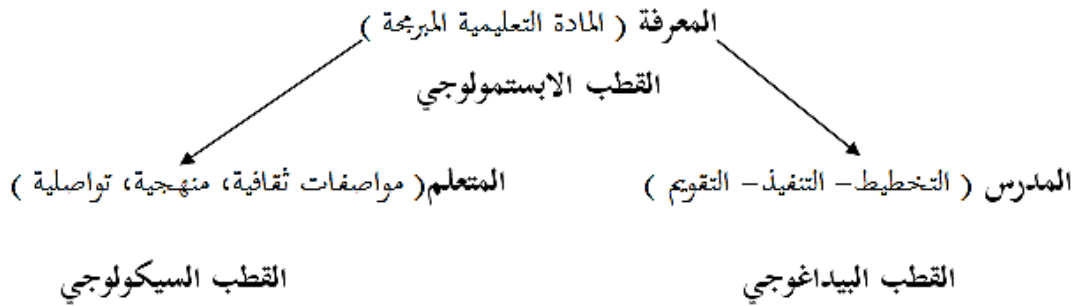 المعرفة ( المادة التعليمية المبرمجة )
القطب الابستمولوجي
المدرس ( التخطيط– التنفيذ– التقويم )
المتعلم( مواصفات ثقافية، منهجية، تواصلية )
القطب البيداغوجي
القطب السيكولوجي